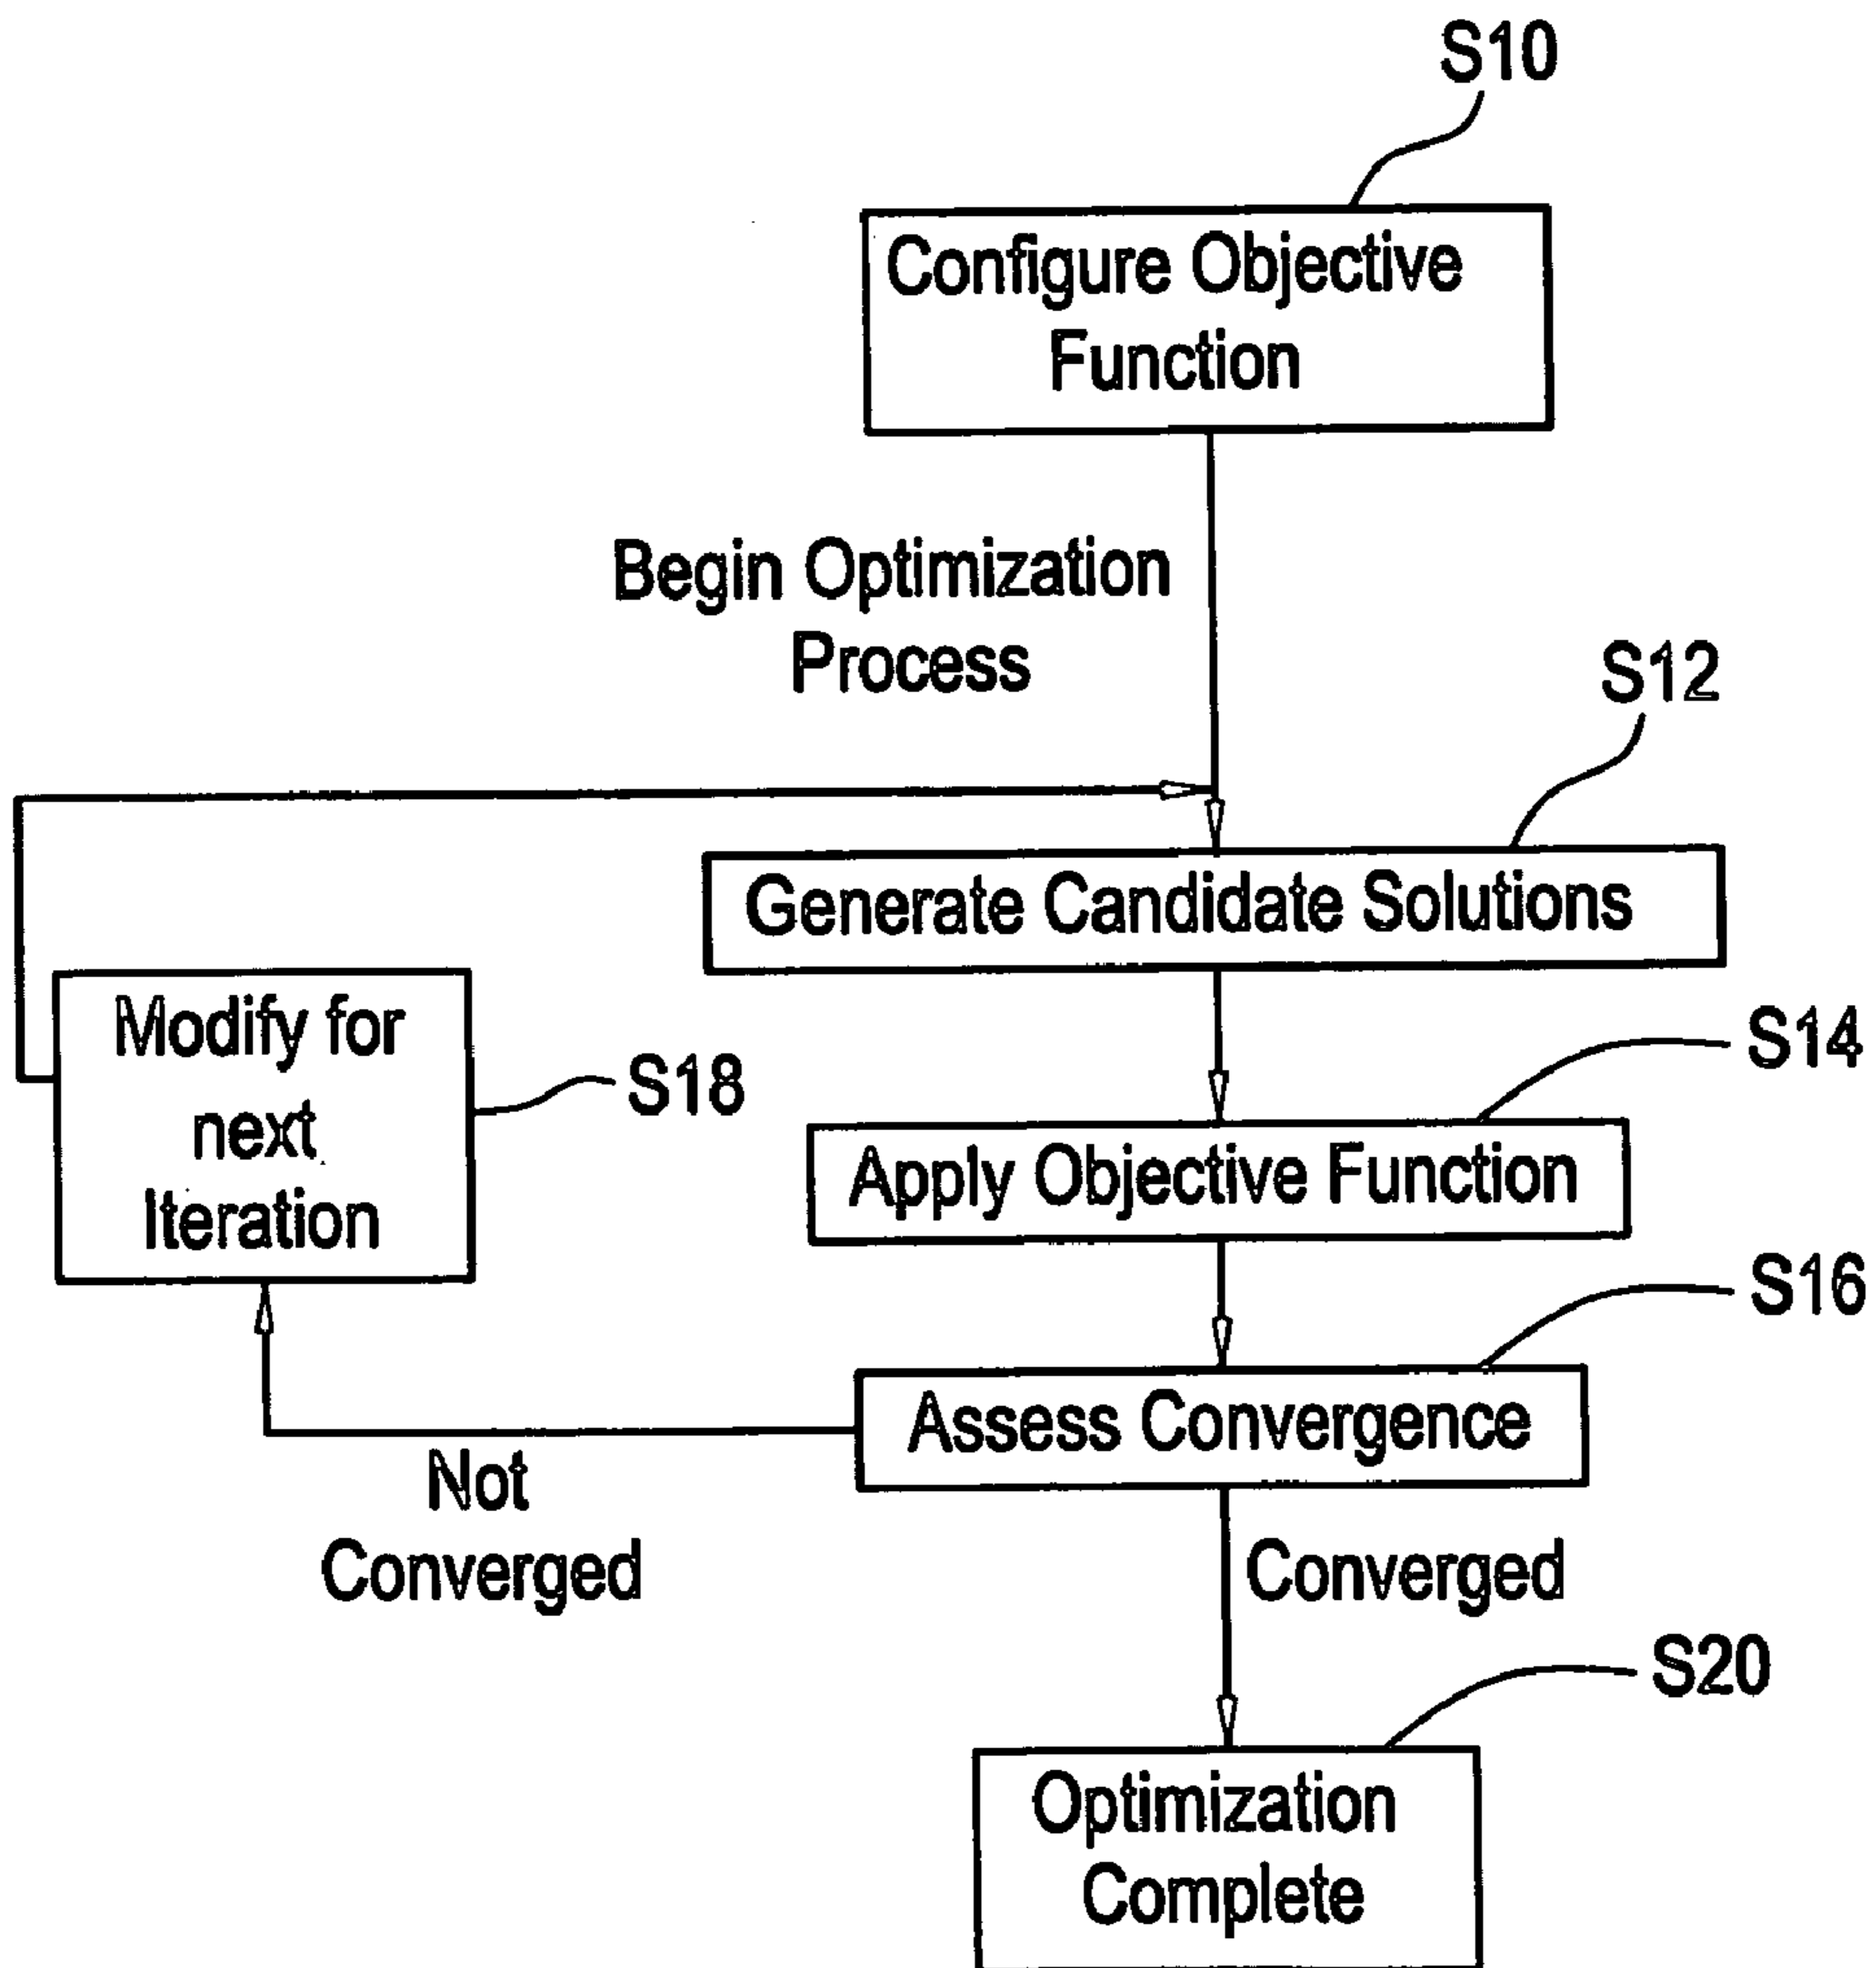 S10
Configure Objective
Function
Begin Optimization
Process
S12
Generate Candidate Solutions
Modify for
next
Iteration
S18
S14
Apply Objective Function
S16
Assess Convergence
Not
Converged
Converged
S20
Optimization
Complete